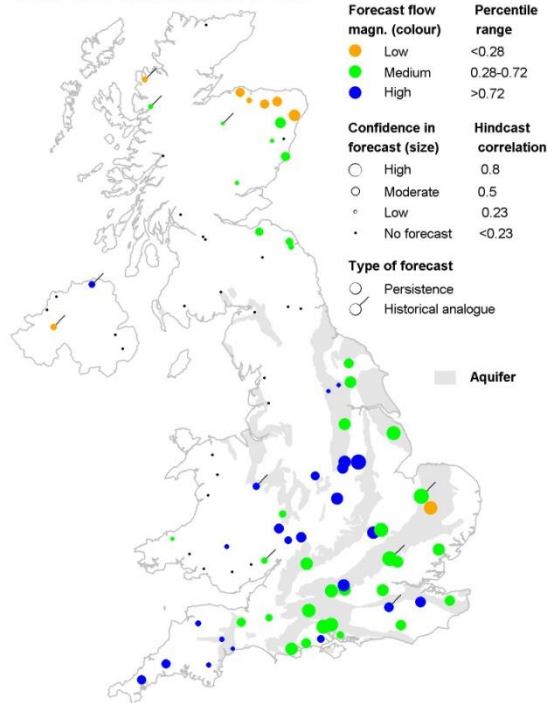 Forecast flow Percentile
magn. (colour) range
Low <0.28
Medium 0.28-0.72
High >0.72
Confidence in Hindcast
forecast (size) correlation
High 0.8
Moderate 0.5
Low 0.23
No forecast <0.23
Type of forecast
Persistence
Historical analogue
Aquifer